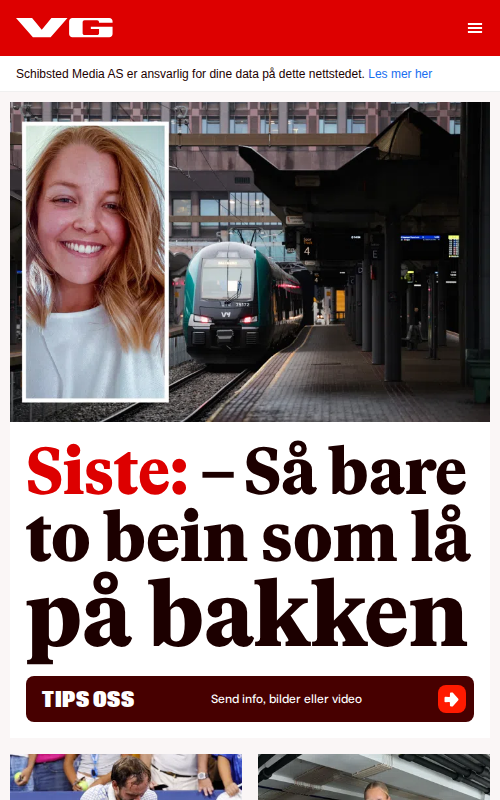 VG
Schibsted Media AS er ansvarlig for dine data på dette nettstedet. Les mer her
4
E
Siste: – Så bare
to bein som lå
på bakken
TIPS OSS
Send info, bilder eller video